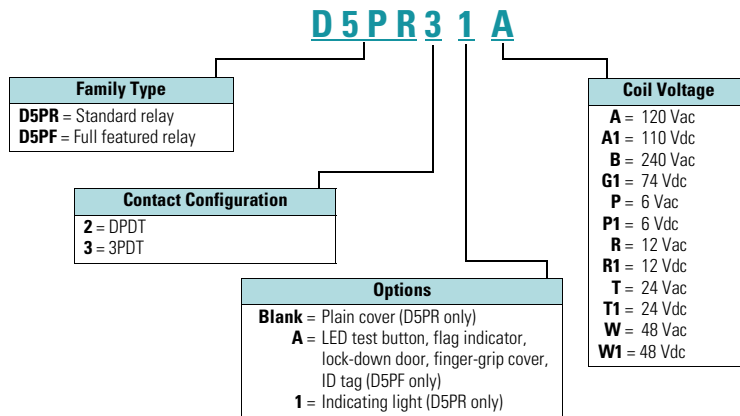 D5PR31A
Family Type
D5PR = Standard relay
D5PF = Full featured relay
Contact Configuration
2 = DPDT
3 = 3PDT
Options
Blank = Plain cover (D5PR only)
A = LED test button, flag indicator,
lock-down door, finger-grip cover,
ID tag (D5PF only)
1 = Indicating light (D5PR only)
Coil Voltage
A = 120 Vac
A1 = 110 Vdc
B = 240 Vac
G1 = 74 Vdc
P = 6 Vac
P1 = 6 Vdc
R = 12 Vac
R1 = 12 Vdc
T = 24 Vac
T1 = 24 Vdc
W = 48 Vac
W1 = 48 Vdc